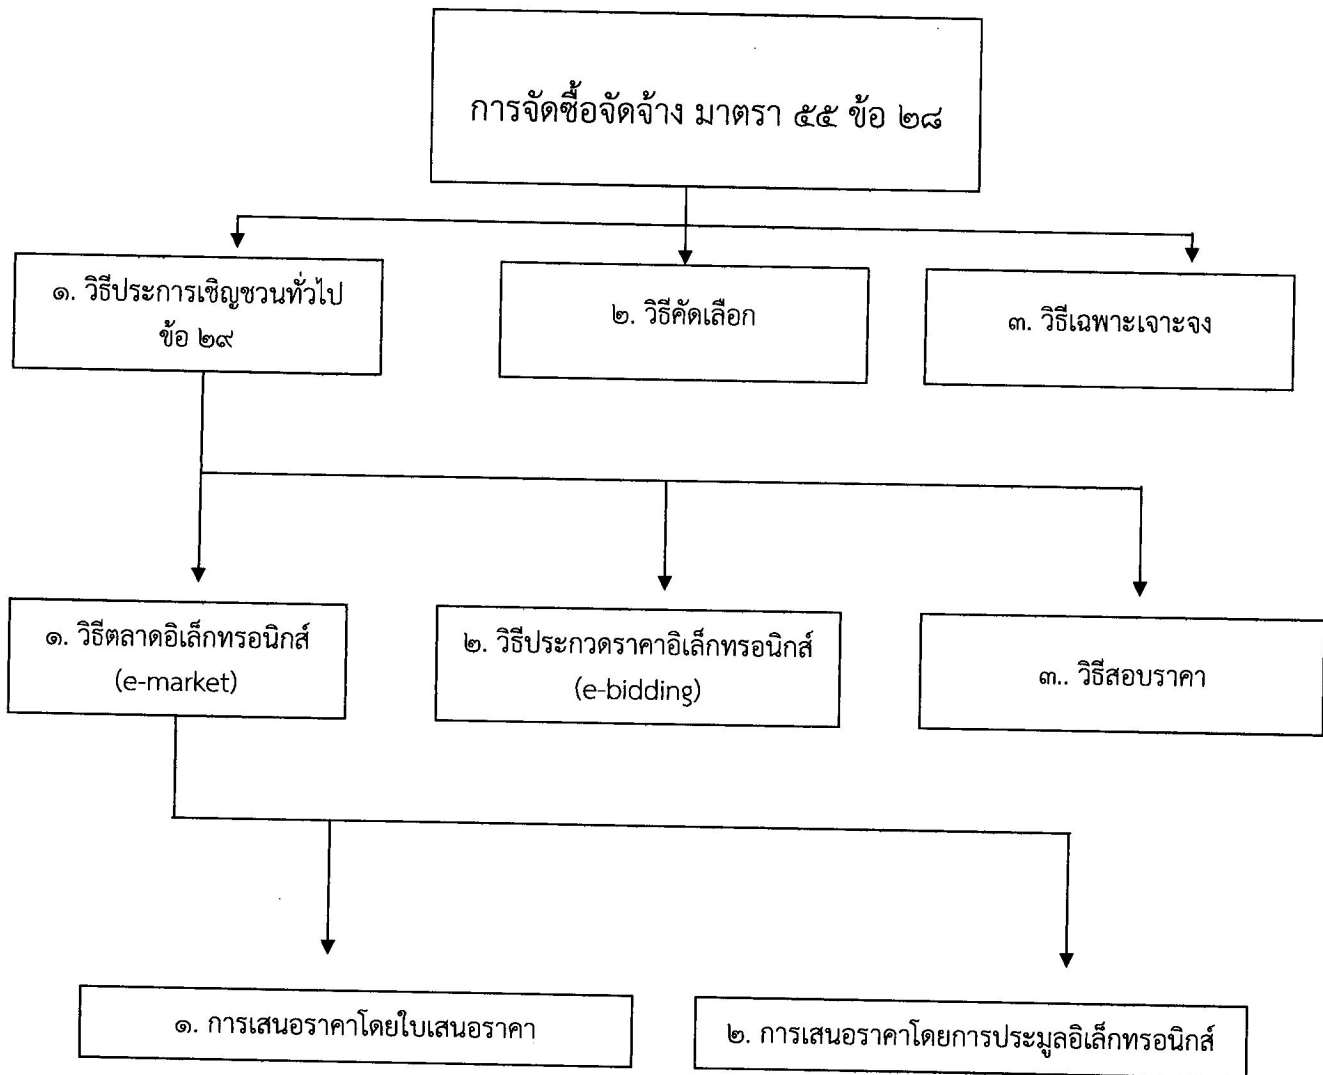 การจัดซื้อจัดจ้าง มาตรา ๕๕ ข้อ ๒๘
๑. วิธีประการเชิญชวนทั่วไป
ข้อ ๒๙
๒. วิธีคัดเลือก
๓. วิธีเฉพาะเจาะจง
๑. วิธีตลาดอิเล็กทรอนิกส์
(e-market)
๒. วิธีประกวดราคาอิเล็กทรอนิกส์
(e-bidding)
๓.. วิธีสอบราคา
๑. การเสนอราคาโดยใบเสนอราคา
๒. การเสนอราคาโดยการประมูลอิเล็กทรอนิกส์